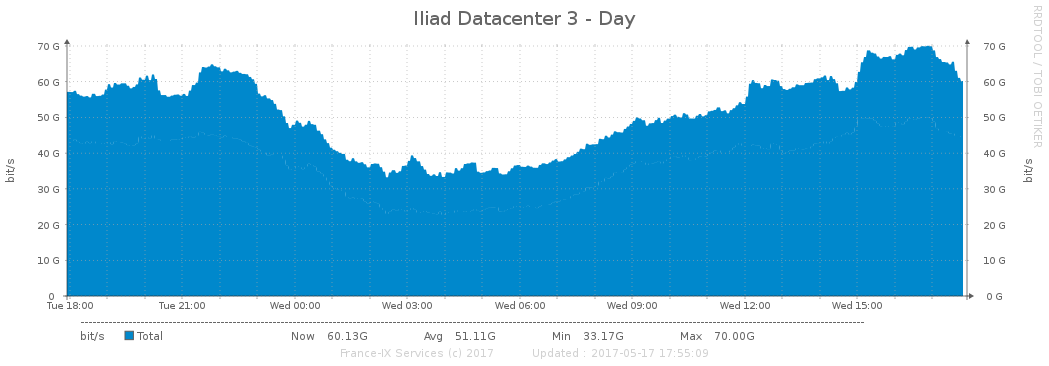 Iliad Datacenter 3 - Day
RRDTOOL / TOBI OETIKER
bit/s
bit/s
70 G 70 G
60 G 60 G
50 G 50 G
40 G 40 G
30 G 30 G
20 G 20 G
10 G 10 G
0 0 G
Tue 18:00 Tue 21:00 Wed 00:00 Wed 03:00 Wed 06:00 Wed 09:00 Wed 12:00 Wed 15:00
bit/s Total Now 60.13G Avg 51.11G Min 33.17G Max 70.00G
France-IX Services (c) 2017 Updated : 2017-05-17 17:55:09